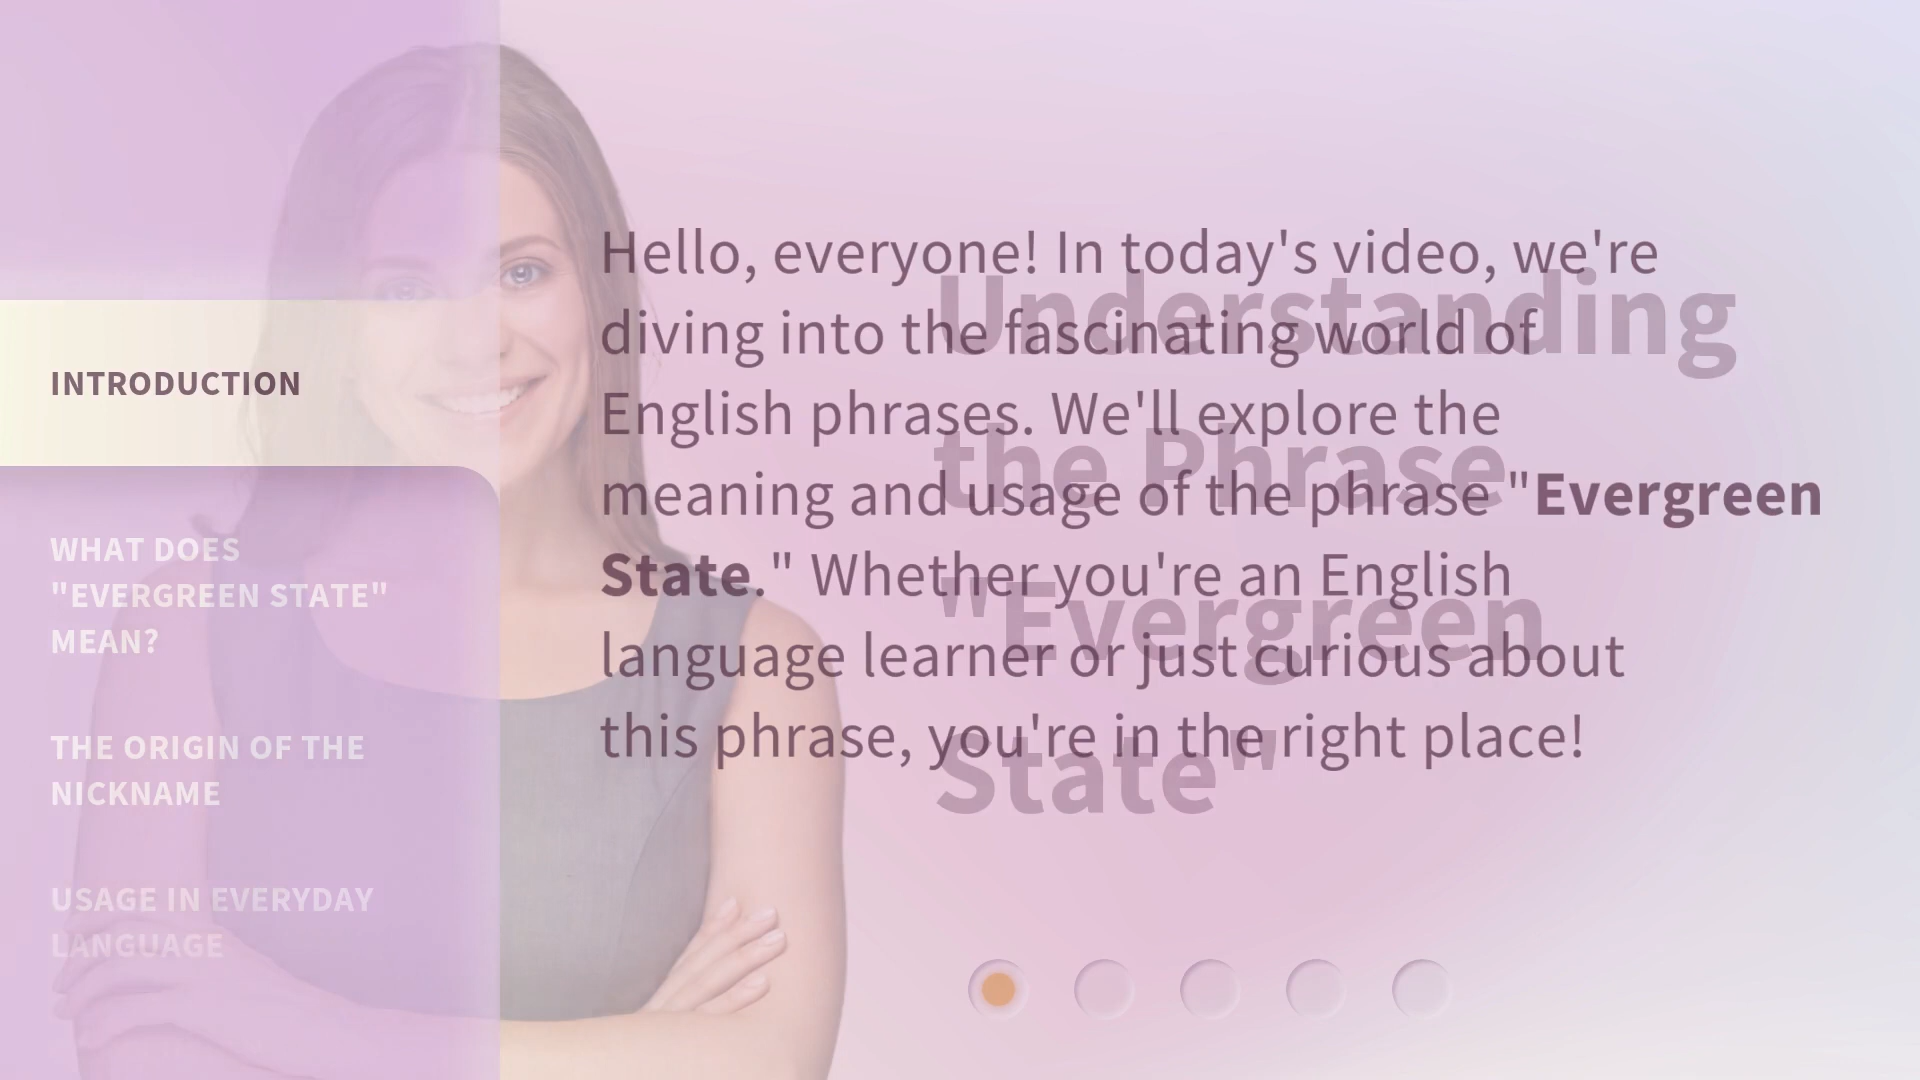 INTRODUCTION
WHAT DOES
"EVERGREEN STATE"
MEAN?
THE ORIGIN OF THE
NICKNAME
USAGE IN EVERYDAY
LANGUAGE
Hello, everyone! In today's video, we're
diving into the fascinating world of
English phrases. We'll explore the
meaning and usage of the phrase "Evergreen
State." Whether you're an English
language learner or just curious about
this phrase, you're in the right place!
Understanding
the Phrase
"Evergreen
State"